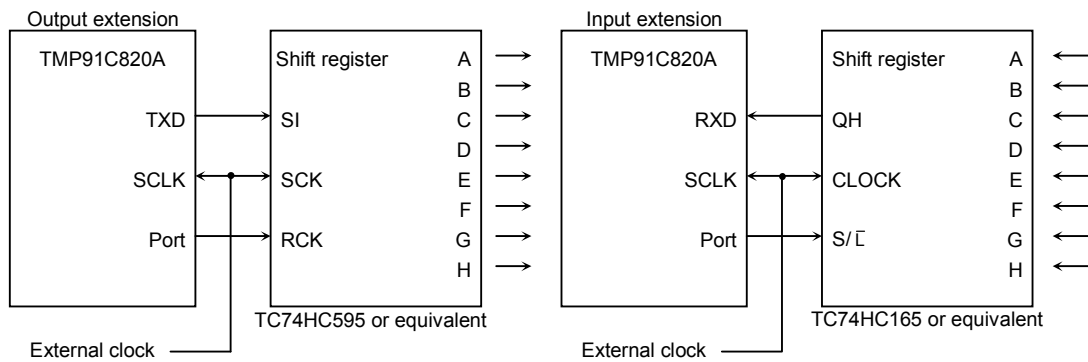 Output extension
TMP91C820A
TXD
SCLK
Port
Shift register
SI
SCK
RCK
A
B
C
D
E
F
G
H
TC74HC595 or equivalent
External clock
Input extension
TMP91C820A
RXD
SCLK
Port
Shift register
QH
CLOCK
S/L̅
A
B
C
D
E
F
G
H
TC74HC165 or equivalent
External clock